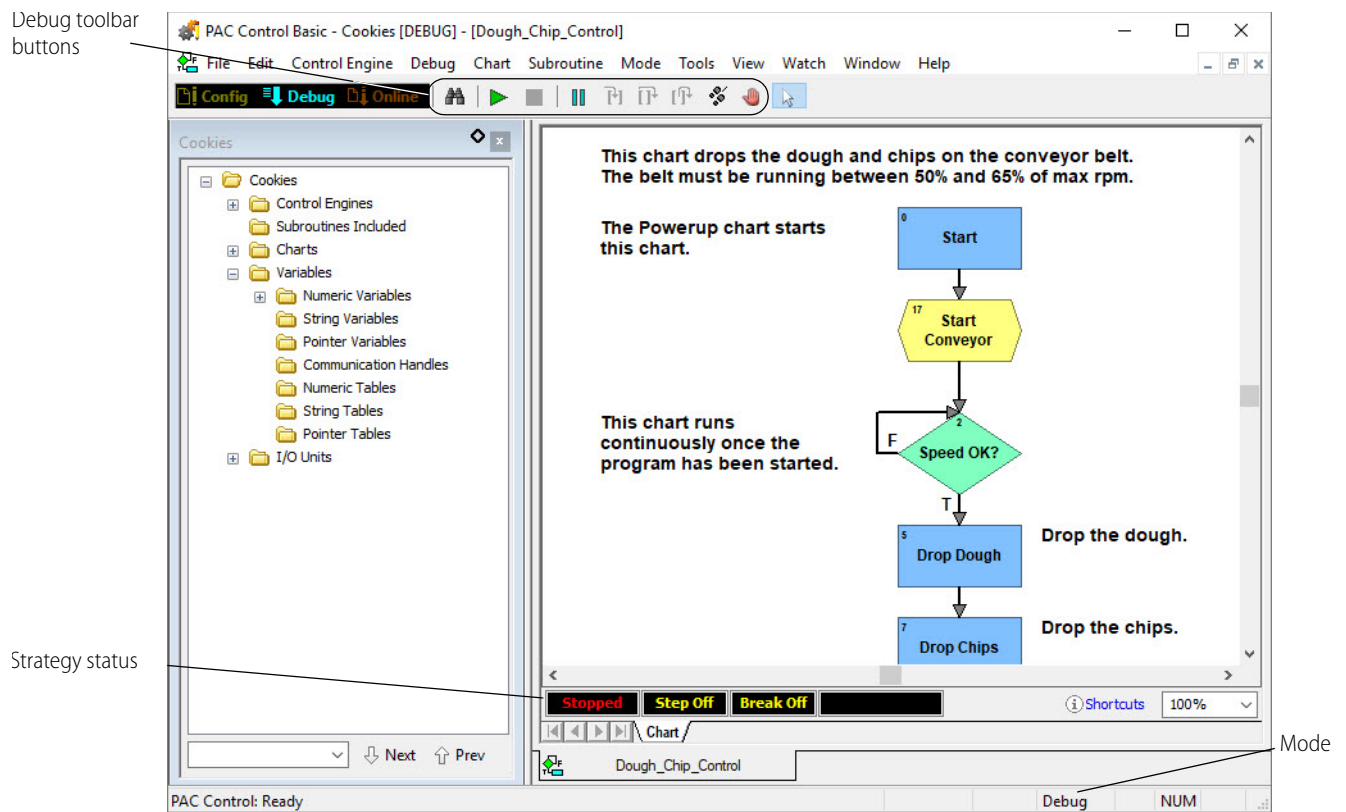 Debug toolbar
buttons
PAC Control Basic - Cookies [DEBUG] - [Dough_Chip_Control]
File Edit Control Engine Debug Chart Subroutine Mode Tools View Watch Window Help
Config Debug Online
Cookies
Cookies
Control Engines
Subroutines Included
Charts
Variables
Numeric Variables
String Variables
Pointer Variables
Communication Handles
Numeric Tables
String Tables
Pointer Tables
I/O Units
Next Prev
This chart drops the dough and chips on the conveyor belt.
The belt must be running between 50% and 65% of max rpm.
The Powerup chart starts
this chart.
0
Start
17
Start
Conveyor
This chart runs
continuously once the
program has been started.
2
F
Speed OK?
T
5
Drop Dough
Drop the dough.
7
Drop Chips
Drop the chips.
Strategy status
Stopped Step Off Break Off
Shortcuts 100%
Chart
Dough_Chip_Control
Mode
PAC Control: Ready
Debug NUM